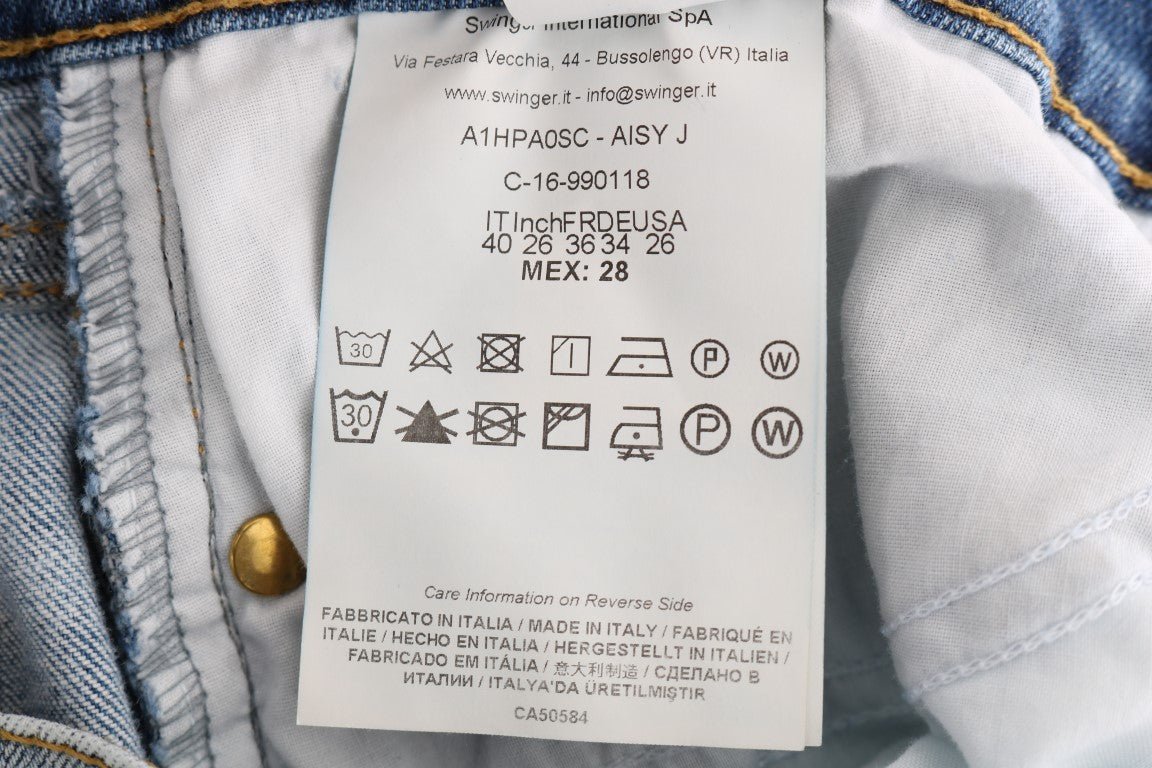 Swinger International SpA
Via Festara Vecchia, 44 - Bussolengo (VR) Italia
www.swinger.it - info@swinger.it
A1HPA0SC - AISY J
C-16-990118
ITInchFRDEUSA
40 26 36 34 26
MEX: 28
30 P W
30 P W
Care Information on Reverse Side
FABBRICATO IN ITALIA / MADE IN ITALY / FABRIQUÉ EN
ITALIE / HECHO EN ITALIA / HERGESTELLT IN ITALIEN /
FABRICADO EM ITÁLIA / 意大利制造 / СДЕЛАНО В
ИТАЛИИ / ITALYA'DA ÜRETILMIŞTIR
CA50584